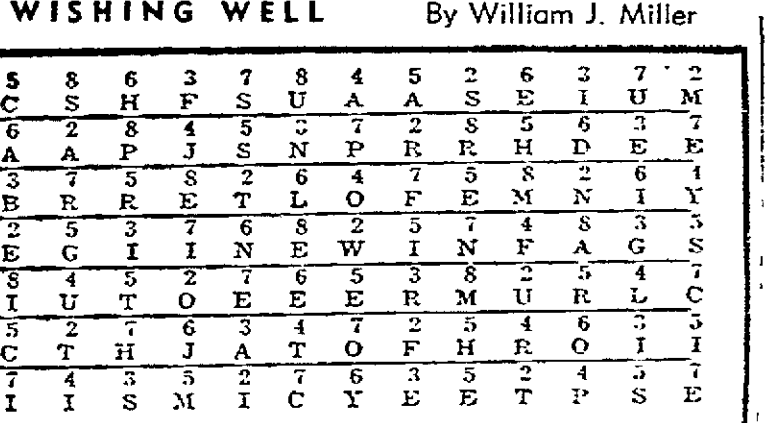 WISHING WELL By William J. Miller
5 8 6 3 7 8 4 5 2 6 3 7 2
C S H F S U A A S E I U M
6 2 8 4 5 3 7 2 8 5 6 3 7
A A P J S N P R R H D E E
3 7 5 8 2 6 4 7 5 8 2 6 4
B R R E T L O F E M N I Y
2 5 3 7 6 8 2 5 7 4 8 3 5
E G I I N E W I N F A G S
8 4 5 2 7 6 5 3 8 2 5 4 7
I U T O E E E R M U R L C
5 2 7 6 3 4 7 2 5 4 6 3 5
C T H J A T O F H R O I I
7 4 3 5 2 7 6 3 5 2 4 5 7
I I S M I C Y E E T P S E